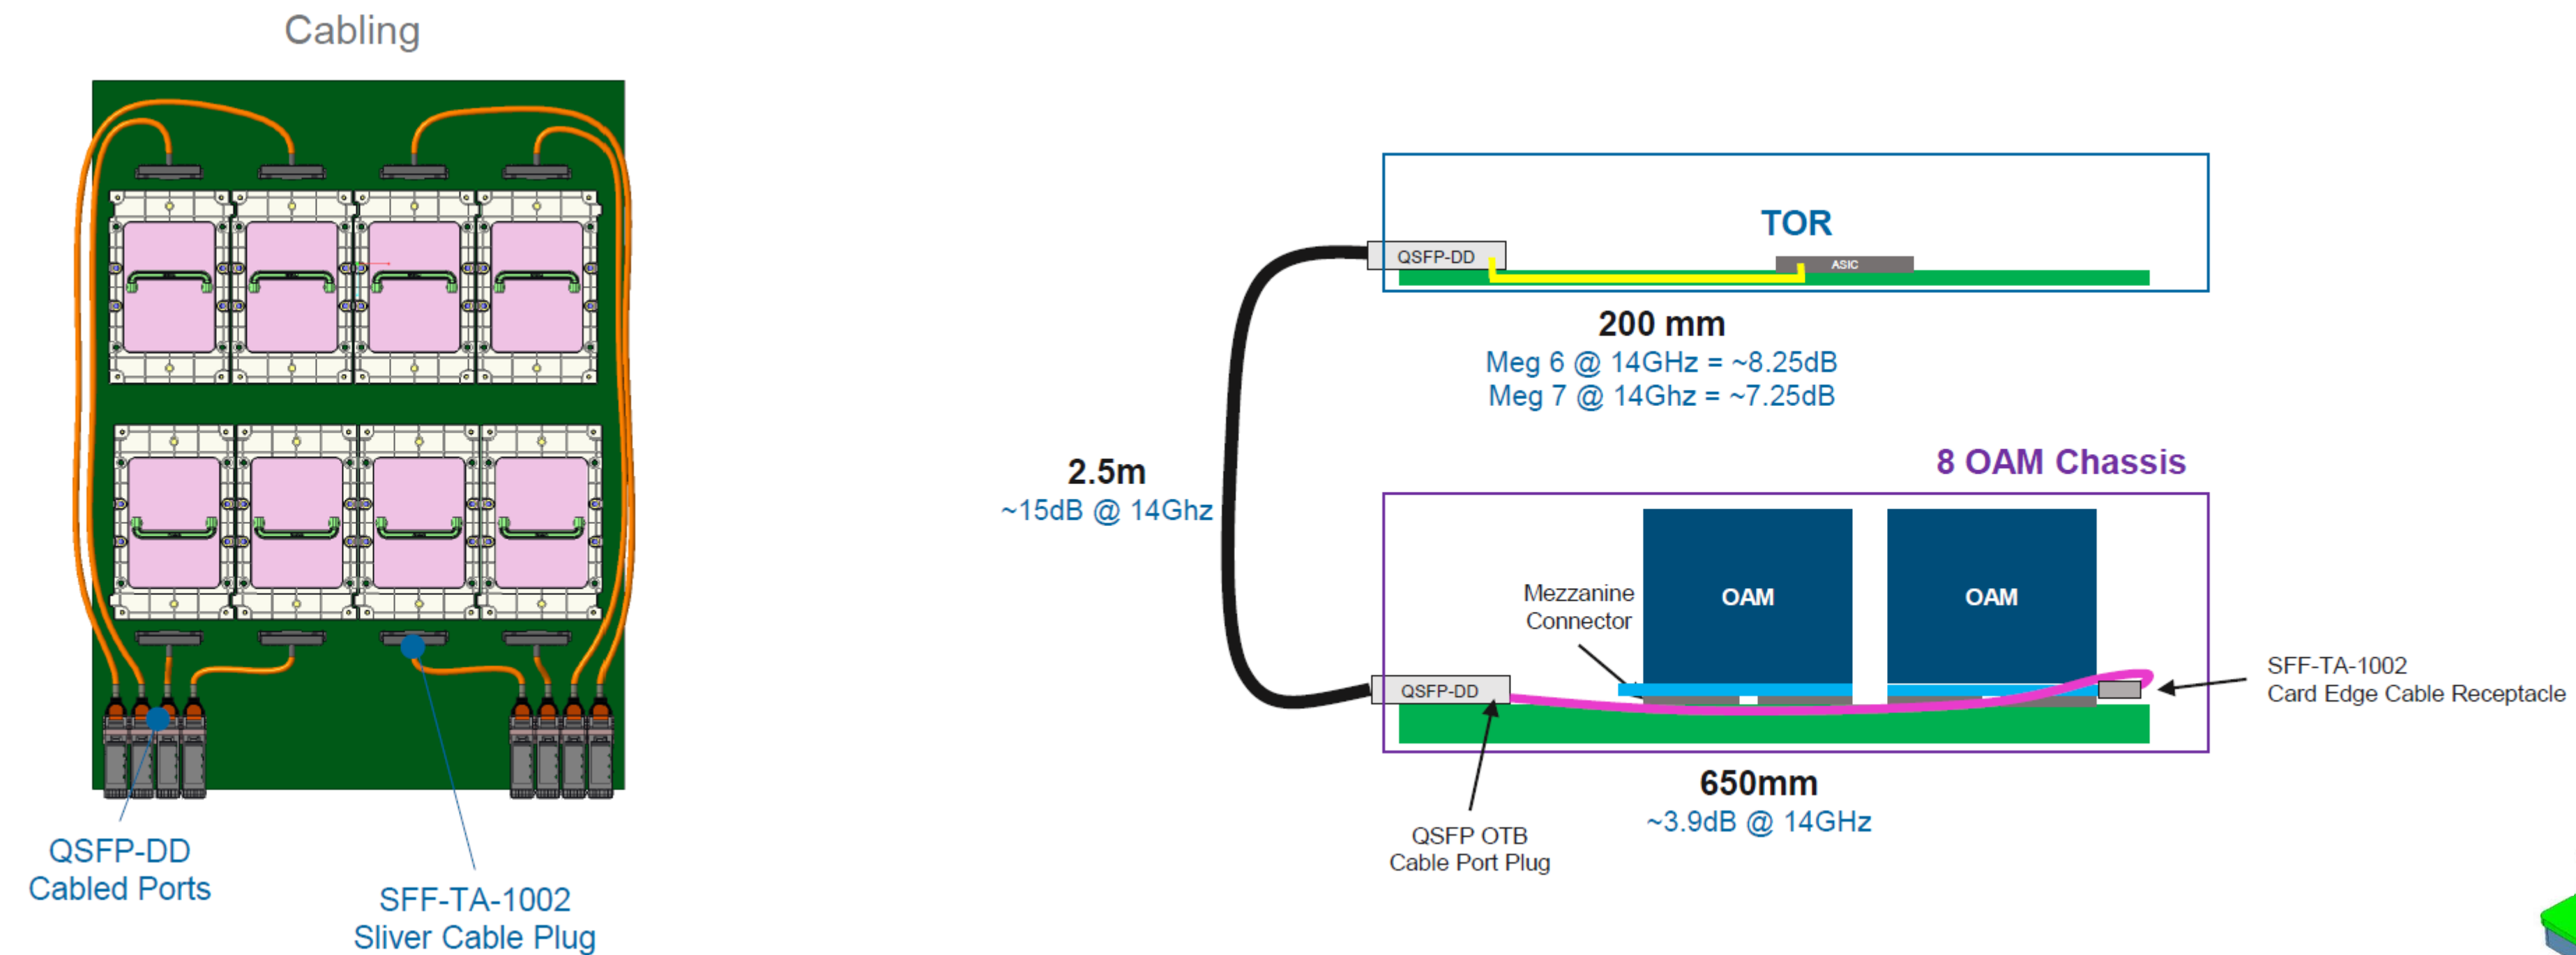 Cabling
QSFP-DD
Cabled Ports
SFF-TA-1002
Sliver Cable Plug
TOR
QSFP-DD
ASIC
200 mm
Meg 6 @ 14GHz = ~8.25dB
Meg 7 @ 14Ghz = ~7.25dB
2.5m
~15dB @ 14Ghz
8 OAM Chassis
Mezzanine
Connector
OAM
OAM
QSFP-DD
SFF-TA-1002
Card Edge Cable Receptacle
650mm
~3.9dB @ 14GHz
QSFP OTB
Cable Port Plug